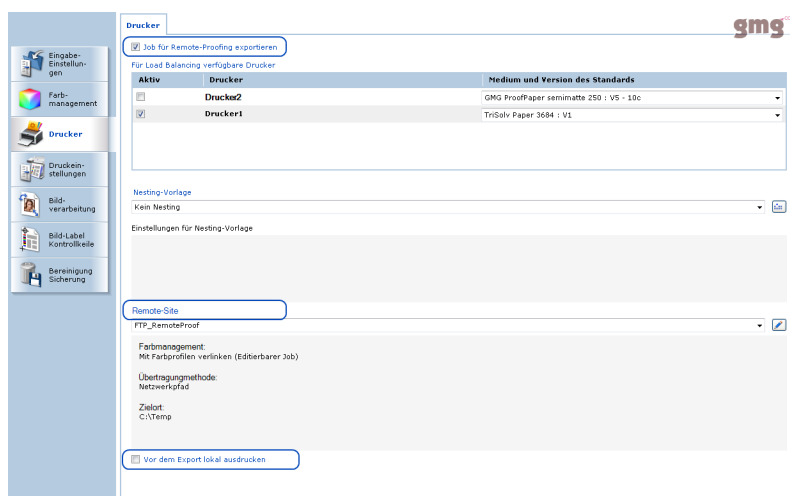 Drucker
gmg
Job für Remote-Proofing exportieren
Eingabe-
Einstellun-
gen
Farb-
management
Drucker
Druckein-
stellungen
Bild-
verarbeitung
Bild-Label
Kontrollkeile
Bereinigung
Sicherung
Für Load Balancing verfügbare Drucker
Aktiv Drucker Medium und Version des Standards
Drucker2 GMG ProofPaper semimatte 250 : V5 - 10c
Drucker1 TriSolv Paper 3684 : V1
Nesting-Vorlage
Kein Nesting
Einstellungen für Nesting-Vorlage
Remote-Site
FTP_RemoteProof
Farbmanagement:
Mit Farbprofilen verlinken (Editierbarer Job)
Übertragungmethode:
Netzwerkpfad
Zielort:
C:\Temp
Vor dem Export lokal ausdrucken